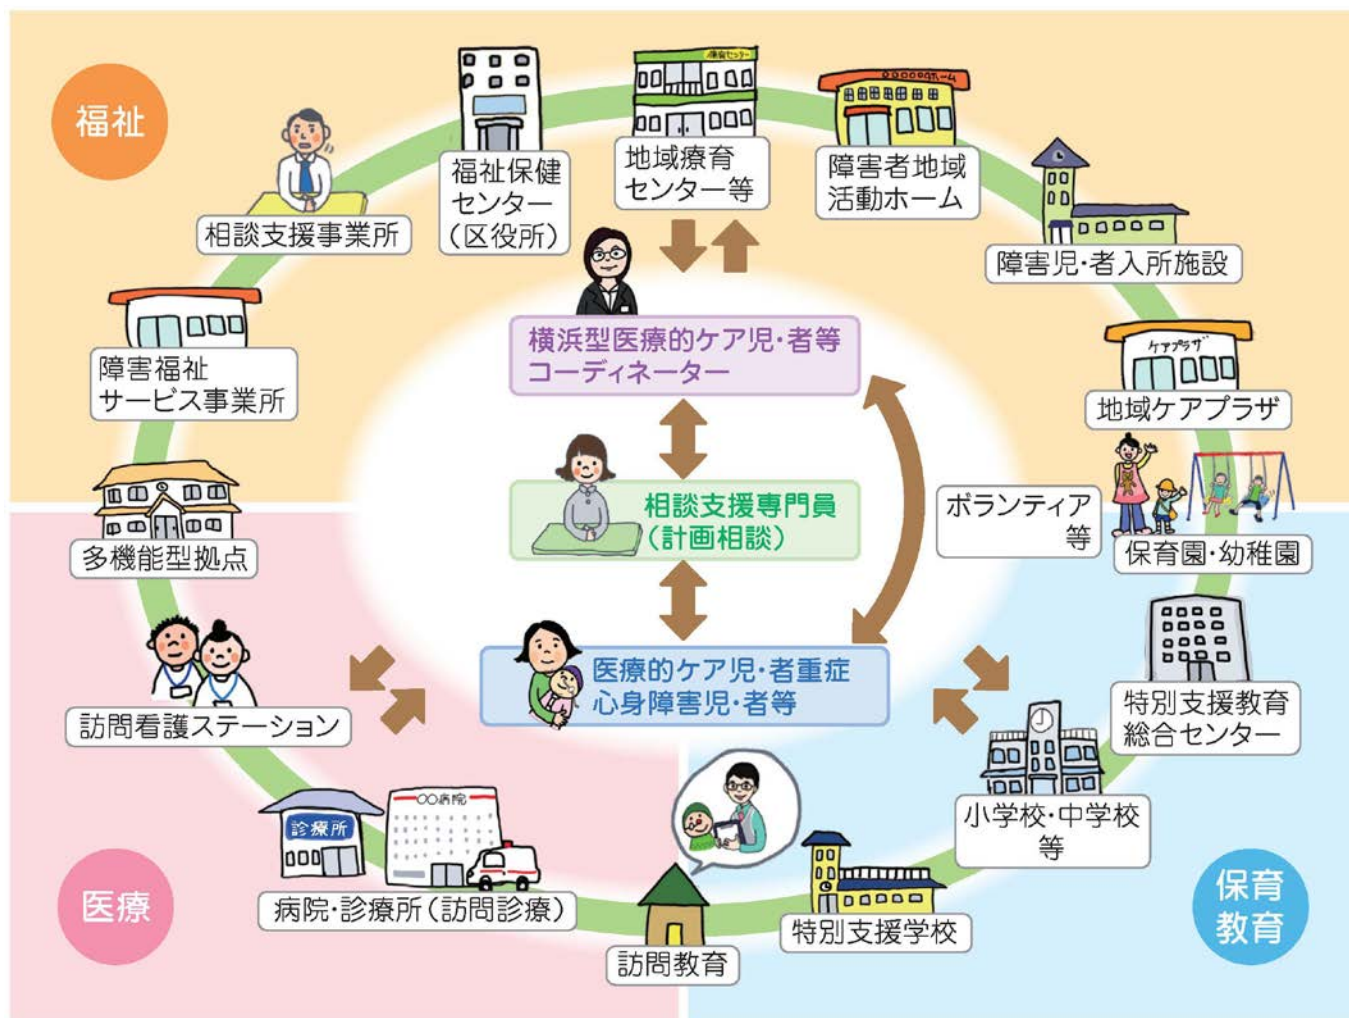 福祉
相談支援事業所
福祉保健
センター
(区役所)
療育センター
地域療育
センター等
○○○○○ホーム
障害者地域
活動ホーム
障害児・者入所施設
障害福祉
サービス事業所
横浜型医療的ケア児・者等
コーディネーター
ケアプラザ
地域ケアプラザ
多機能型拠点
相談支援専門員
(計画相談)
ボランティア
等
保育園・幼稚園
訪問看護ステーション
医療的ケア児・者重症
心身障害児・者等
特別支援教育
総合センター
小学校・中学校
等
診療所
○○病院
病院・診療所(訪問診療)
訪問教育
特別支援学校
医療
保育
教育